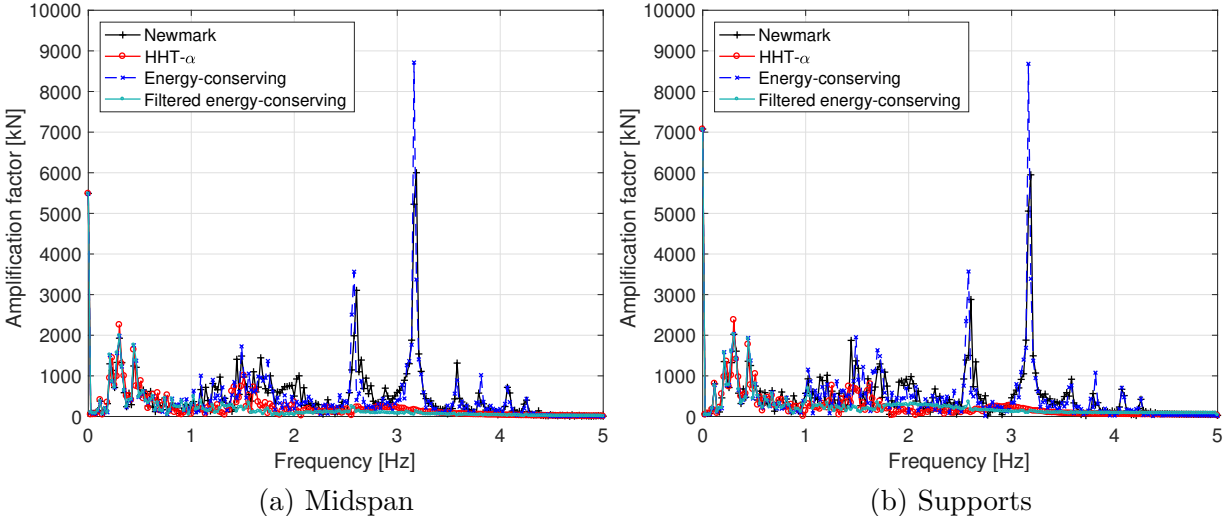 10000
9000
8000
7000
6000
5000
4000
3000
2000
1000
0
Amplification factor [kN]
Newmark
HHT-α
Energy-conserving
Filtered energy-conserving
0 1 2 3 4 5
Frequency [Hz]
(a) Midspan
10000
9000
8000
7000
6000
5000
4000
3000
2000
1000
0
Amplification factor [kN]
Newmark
HHT-α
Energy-conserving
Filtered energy-conserving
0 1 2 3 4 5
Frequency [Hz]
(b) Supports